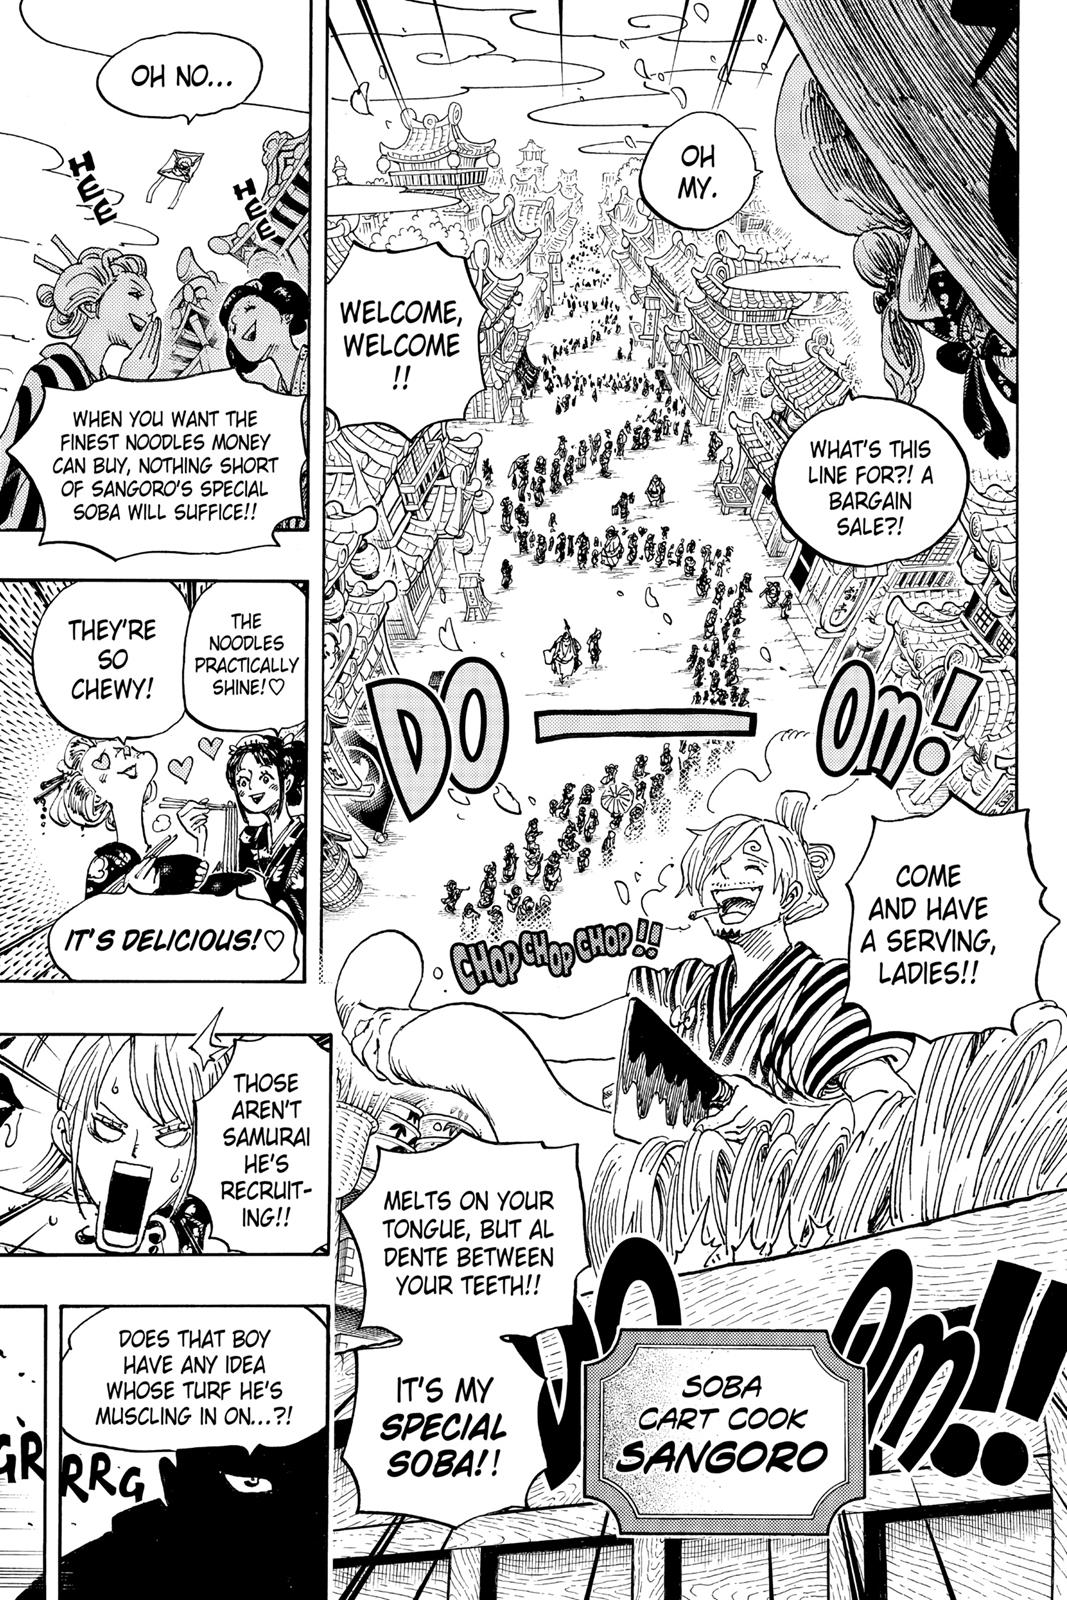 OH
MY.
WHAT'S THIS
LINE FOR?! A
BARGAIN
SALE?!
WELCOME,
WELCOME
!!
DO
OM!
COME
AND HAVE
A SERVING,
LADIES!!
CHOP CHOP CHOP!!
MELTS ON YOUR
TONGUE, BUT AL
DENTE BETWEEN
YOUR TEETH!!
IT'S MY
SPECIAL
SOBA!!
DO OM!!
SOBA
CART COOK
SANGORO
OH NO...
HEE
HEE
WHEN YOU WANT THE
FINEST NOODLES MONEY
CAN BUY, NOTHING SHORT
OF SANGORO'S SPECIAL
SOBA WILL SUFFICE!!
THE
NOODLES
PRACTICALLY
SHINE!♡
THEY'RE
SO
CHEWY!
IT'S DELICIOUS!♡
THOSE
AREN'T
SAMURAI
HE'S
RECRUIT-
ING!!
DOES THAT BOY
HAVE ANY IDEA
WHOSE TURF HE'S
MUSCLING IN ON...?!
GRRRG